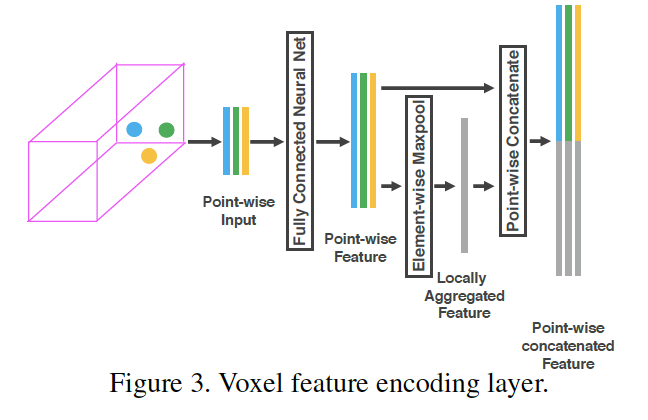 Point-wise
Input
Fully Connected Neural Net
Point-wise
Feature
Element-wise Maxpool
Locally
Aggregated
Feature
Point-wise Concatenate
Point-wise
concatenated
Feature
Figure 3. Voxel feature encoding layer.